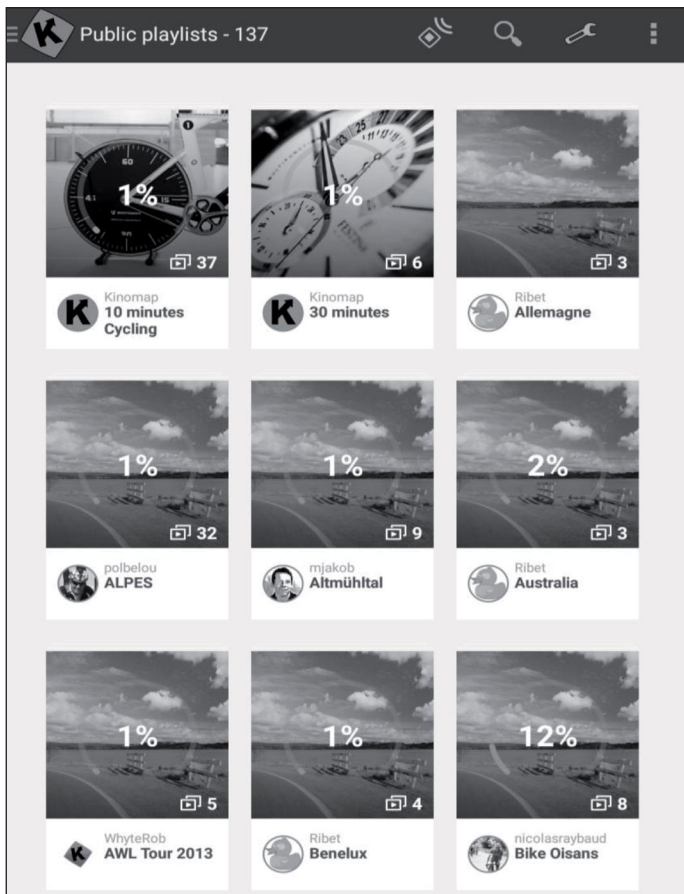 Public playlists - 137
1%
37
Kinomap
10 minutes
Cycling
1%
6
Kinomap
30 minutes
3
Ribet
Allemagne
1%
32
polbelou
ALPES
1%
9
mjakob
Altmühltal
2%
3
Ribet
Australia
1%
5
WhyteRob
AWL Tour 2013
1%
4
Ribet
Benelux
12%
8
nicolasraybaud
Bike Oisans